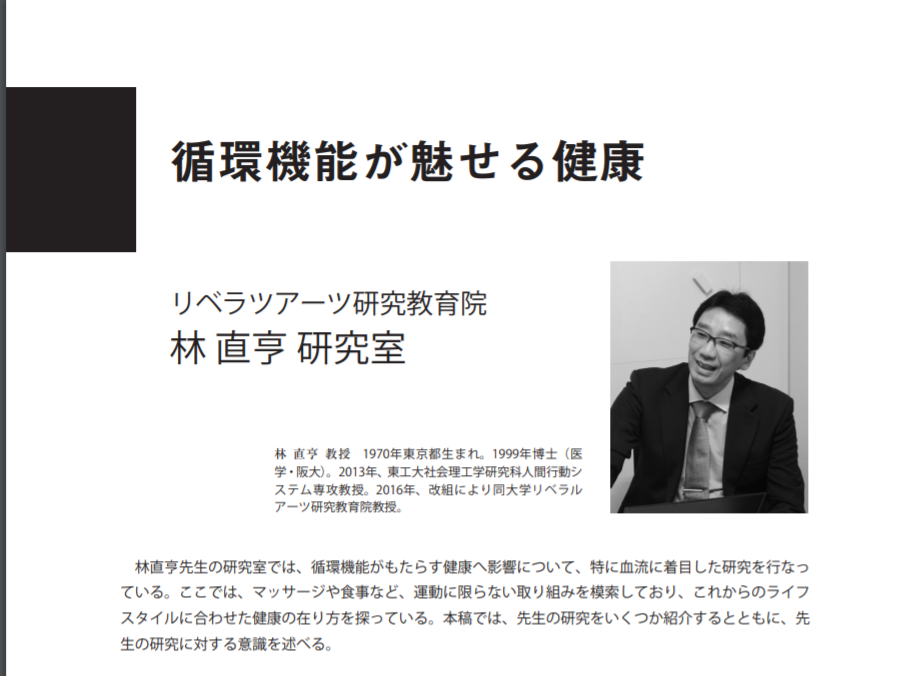 循環機能が魅せる健康
リベラツアーツ研究教育院
林 直亨 研究室
林 直亨 教授　1970年東京都生まれ。1999年博士（医
学・阪大）。2013年、東工大社会理工学研究科人間行動シ
ステム専攻教授。2016年、改組により同大学リベラル
アーツ研究教育院教授。
林直亨先生の研究室では、循環機能がもたらす健康へ影響について、特に血流に着目した研究を行なっ
ている。ここでは、マッサージや食事など、運動に限らない取り組みを模索しており、これからのライフ
スタイルに合わせた健康の在り方を探っている。本稿では、先生の研究をいくつか紹介するとともに、先
生の研究に対する意識を述べる。